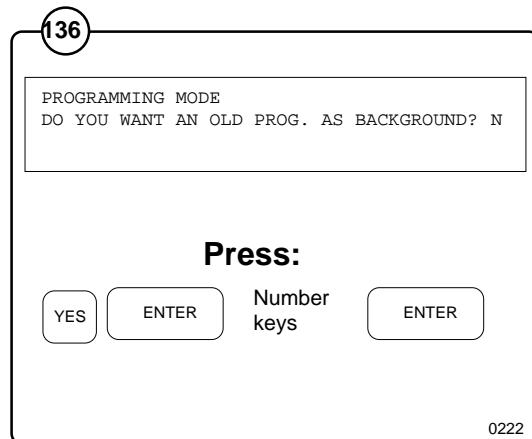 136
PROGRAMMING MODE
DO YOU WANT AN OLD PROG. AS BACKGROUND? N
Press:
YES ENTER Number keys ENTER
0222